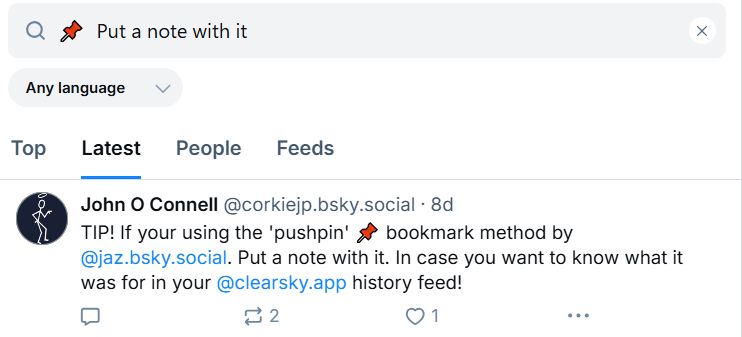 📌 Put a note with it
Any language
Top Latest People Feeds
John O Connell @corkiejp.bsky.social · 8d
TIP! If your using the 'pushpin' 📌 bookmark method by
@jaz.bsky.social. Put a note with it. In case you want to know what it
was for in your @clearsky.app history feed!
2 1